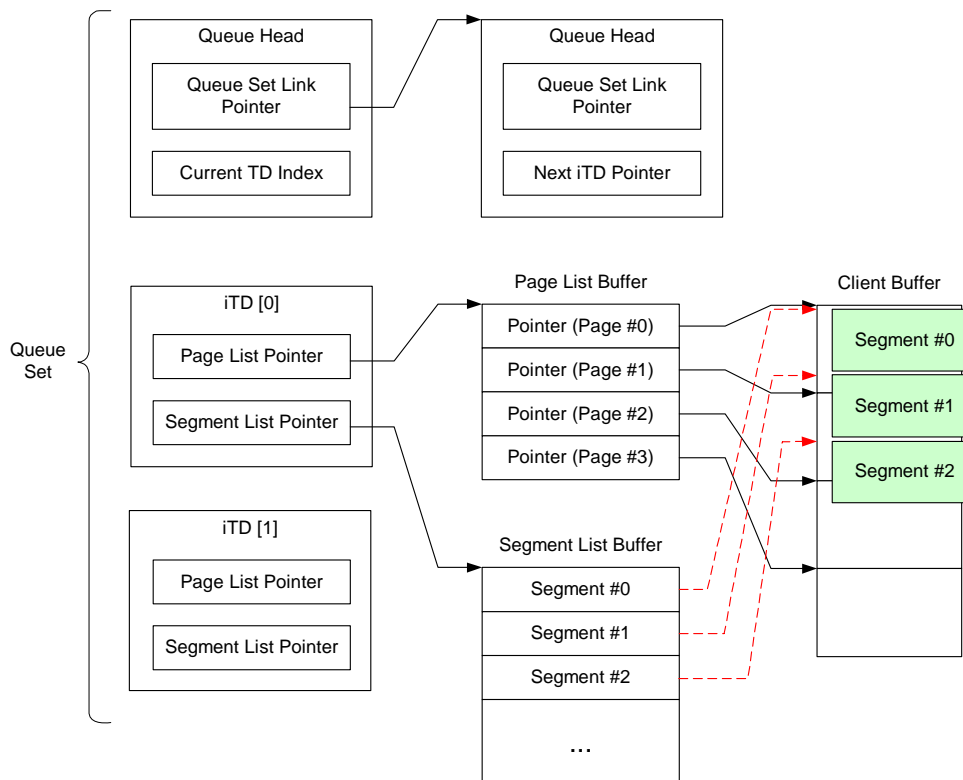 Queue Head
Queue Set Link
Pointer
Current TD Index
Queue Head
Queue Set Link
Pointer
Next iTD Pointer
Queue
Set
iTD [0]
Page List Pointer
Segment List Pointer
iTD [1]
Page List Pointer
Segment List Pointer
Page List Buffer
Pointer (Page #0)
Pointer (Page #1)
Pointer (Page #2)
Pointer (Page #3)
Segment List Buffer
Segment #0
Segment #1
Segment #2
...
Client Buffer
Segment #0
Segment #1
Segment #2